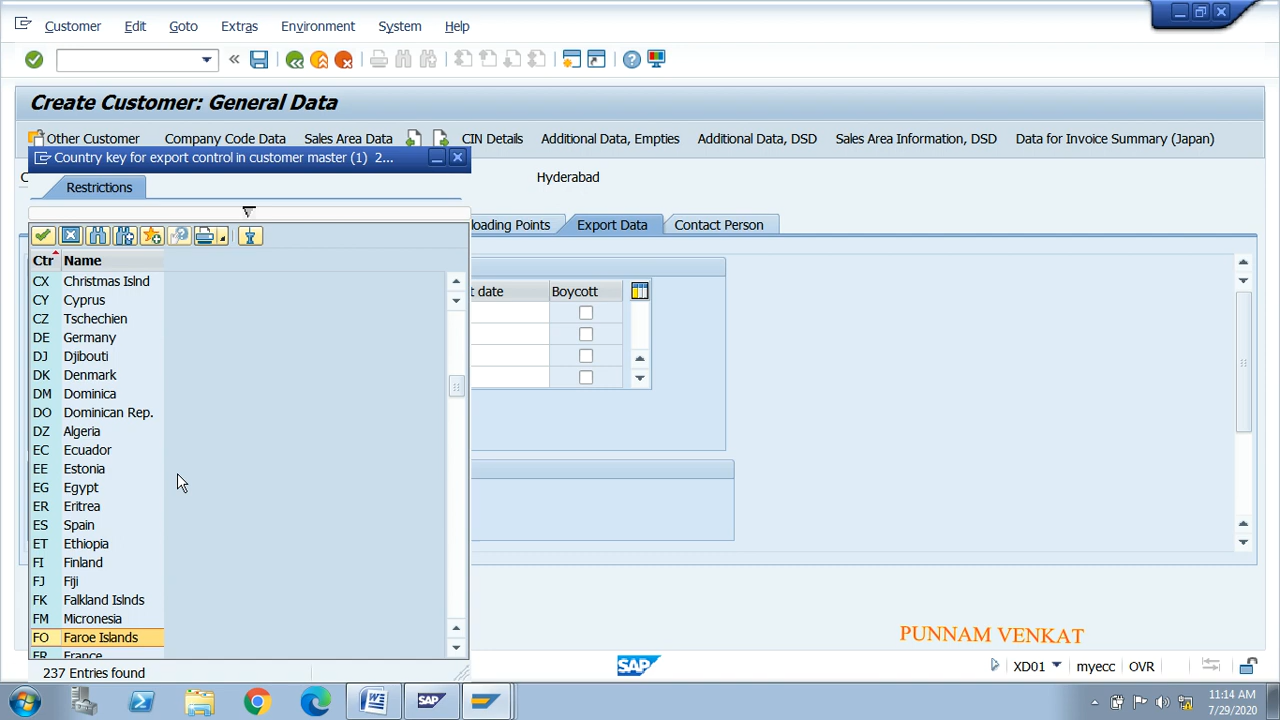 Customer Edit Goto Extras Environment System Help
Create Customer: General Data
Other Customer Company Code Data Sales Area Data CIN Details Additional Data, Empties Additional Data, DSD Sales Area Information, DSD Data for Invoice Summary (Japan)
Country key for export control in customer master (1) 2...
Hyderabad
Restrictions
loading Points Export Data Contact Person
Ctr Name
t date Boycott
CX Christmas Islnd
CY Cyprus
CZ Tschechien
DE Germany
DJ Djibouti
DK Denmark
DM Dominica
DO Dominican Rep.
DZ Algeria
EC Ecuador
EE Estonia
EG Egypt
ER Eritrea
ES Spain
ET Ethiopia
FI Finland
FJ Fiji
FK Falkland Islnds
FM Micronesia
FO Faroe Islands
FR France
237 Entries found
PUNNAM VENKAT
SAP
XD01 myecc OVR
SAP
11:14 AM
7/29/2020